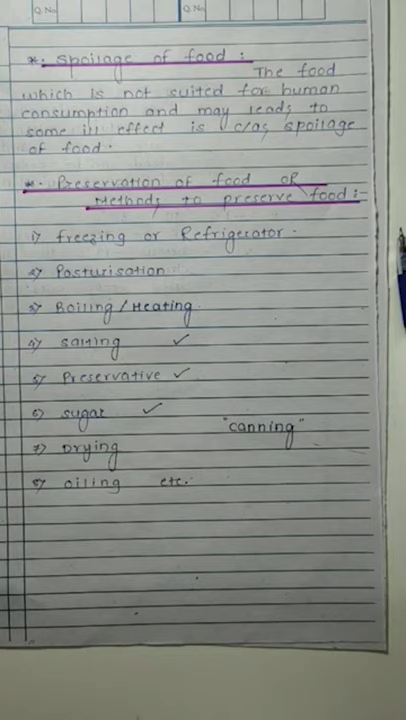 Q.No. Q.No.
*. Spoilage of food :
The food
which is not suited for human
consumption and may leads to
some ill effect is c/as spoilage
of food.
*. Preservation of food OR
Methods to preserve food :-
1) freezing or Refrigerator.
2) Posturisation
3) Boiling / Heating.
4) salting ✓
5) Preservative ✓
6) sugar ✓
"canning"
7) Drying
8) oiling etc.